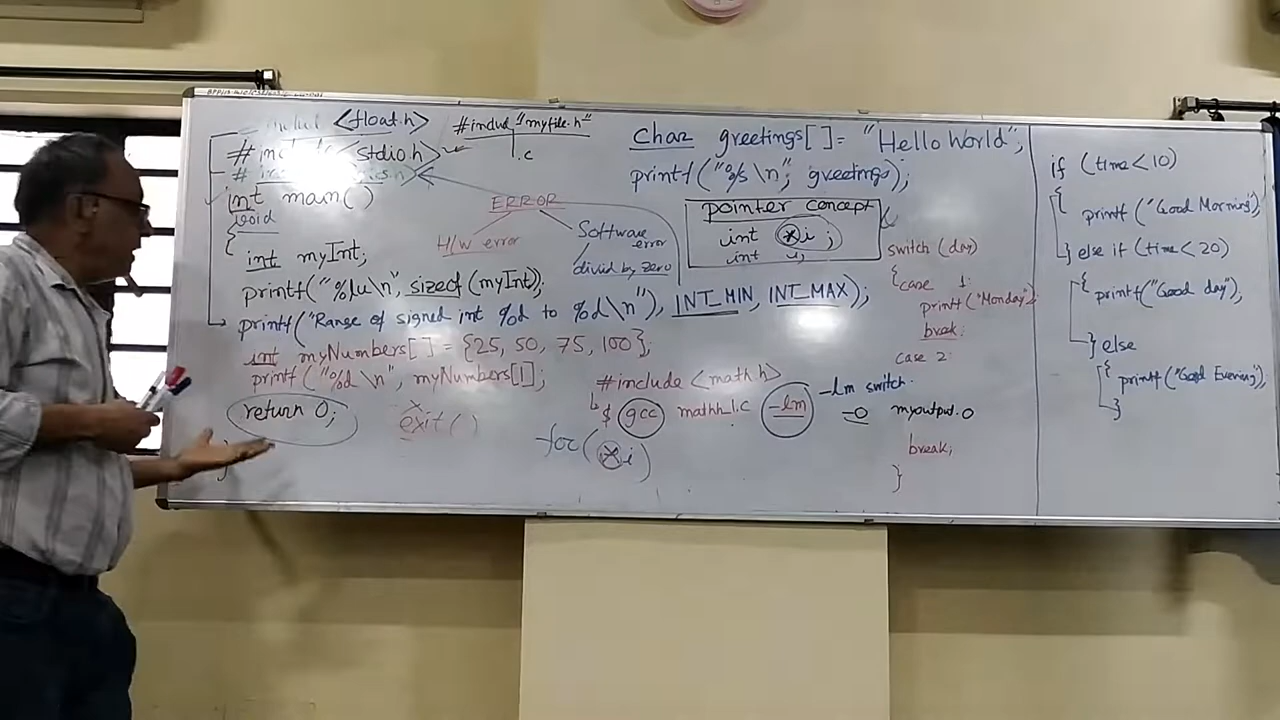 <float.h>
#includ "myfile.h"
.c
#include <stdio.h>
int main()
void
{
int myInt;
printf("%lu\n", sizeof (myInt));
printf("Range of signed int %d to %d\n"), INT_MIN, INT_MAX);
int myNumbers[] = {25, 50, 75, 100};
printf ("%d \n", myNumbers[1];
return 0;
x
exit()
}
ERROR
H/w error
Software error
divid by zero
char greetings[] = "Hello World";
printf("%s \n", greetings);
pointer concept
int *i ;
int
#include <math.h>
$ gcc mathh_1.c -lm
-lm switch.
myoutput.o
for(*i)
switch (day)
{case 1:
printf ("Monday")
break;
case 2:
break;
}
if (time<10)
{
printf ("Good Morning");
} else if (time<20)
{
printf("Good day"),
} else
{
printf("Good Evening");
}